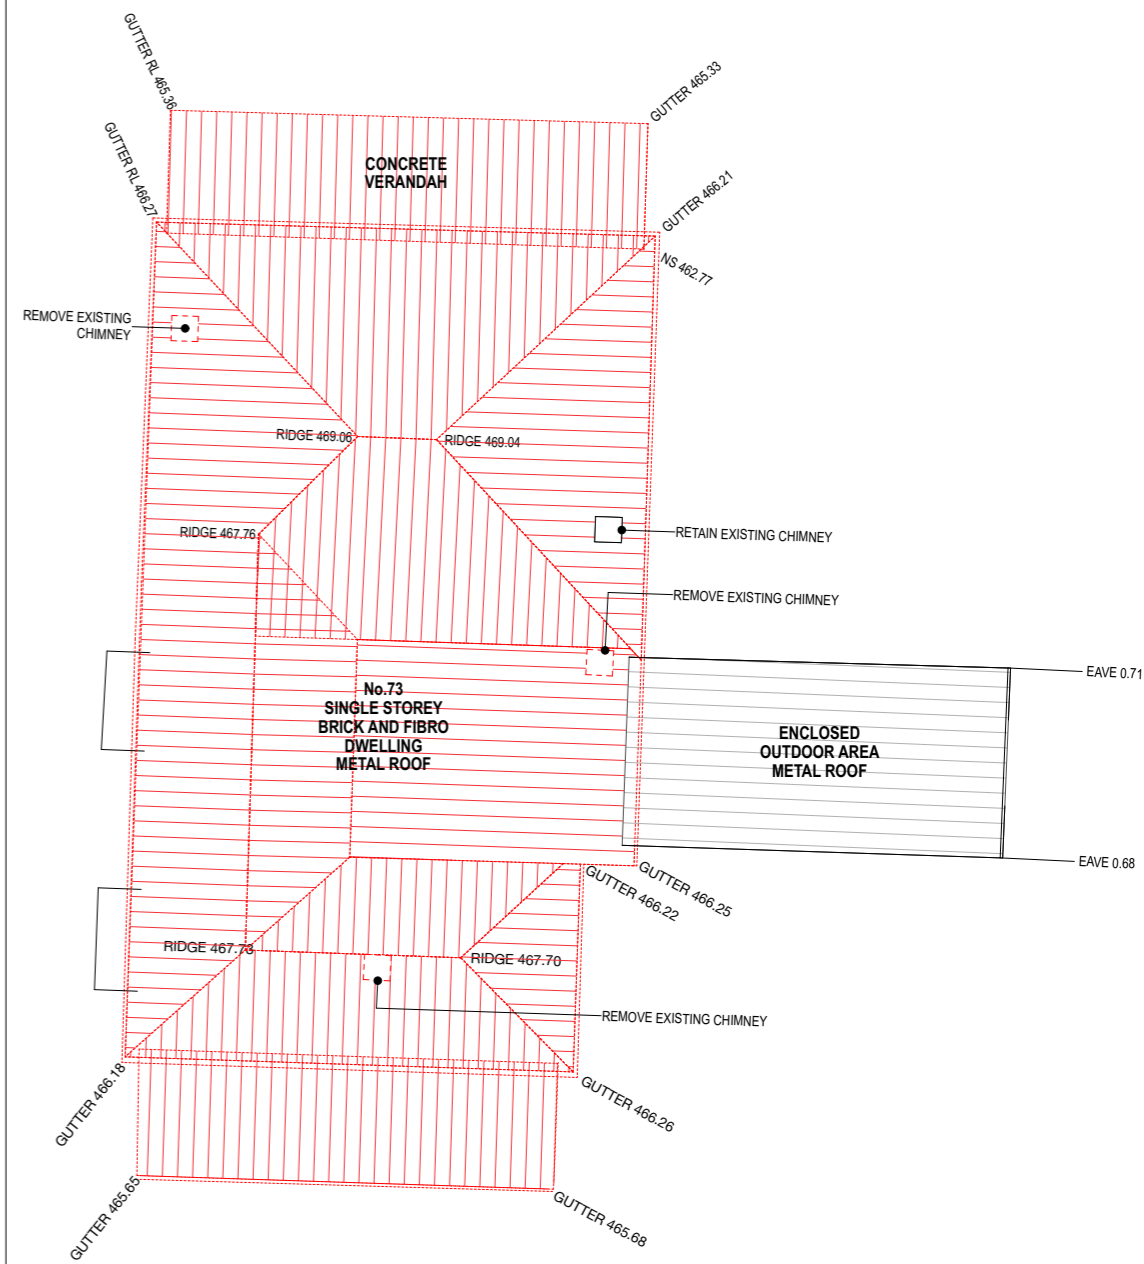 GUTTER RL 465.36
GUTTER 465.33
GUTTER RL 466.27
CONCRETE
VERANDAH
GUTTER 466.21
NS 462.77
REMOVE EXISTING
CHIMNEY
RIDGE 469.06
RIDGE 469.04
RIDGE 467.76
RETAIN EXISTING CHIMNEY
REMOVE EXISTING CHIMNEY
EAVE 0.71
No.73
SINGLE STOREY
BRICK AND FIBRO
DWELLING
METAL ROOF
ENCLOSED
OUTDOOR AREA
METAL ROOF
EAVE 0.68
GUTTER 466.22
GUTTER 466.25
RIDGE 467.73
RIDGE 467.70
REMOVE EXISTING CHIMNEY
GUTTER 466.18
GUTTER 466.26
GUTTER 465.65
GUTTER 465.68